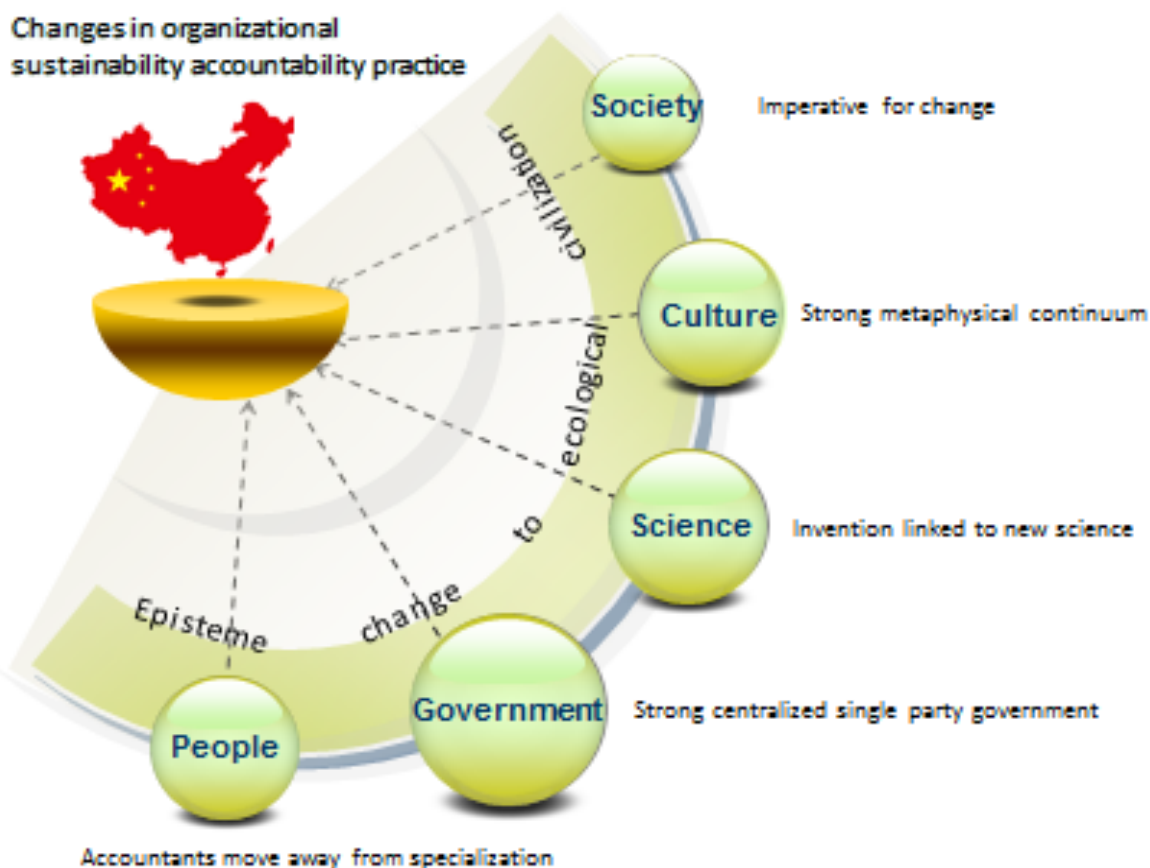 Changes in organizational
sustainability accountability practice
Society
Imperative for change
Culture
Strong metaphysical continuum
Science
Invention linked to new science
Government
Strong centralized single party government
People
Accountants move away from specialization
Episteme change to ecological civilization